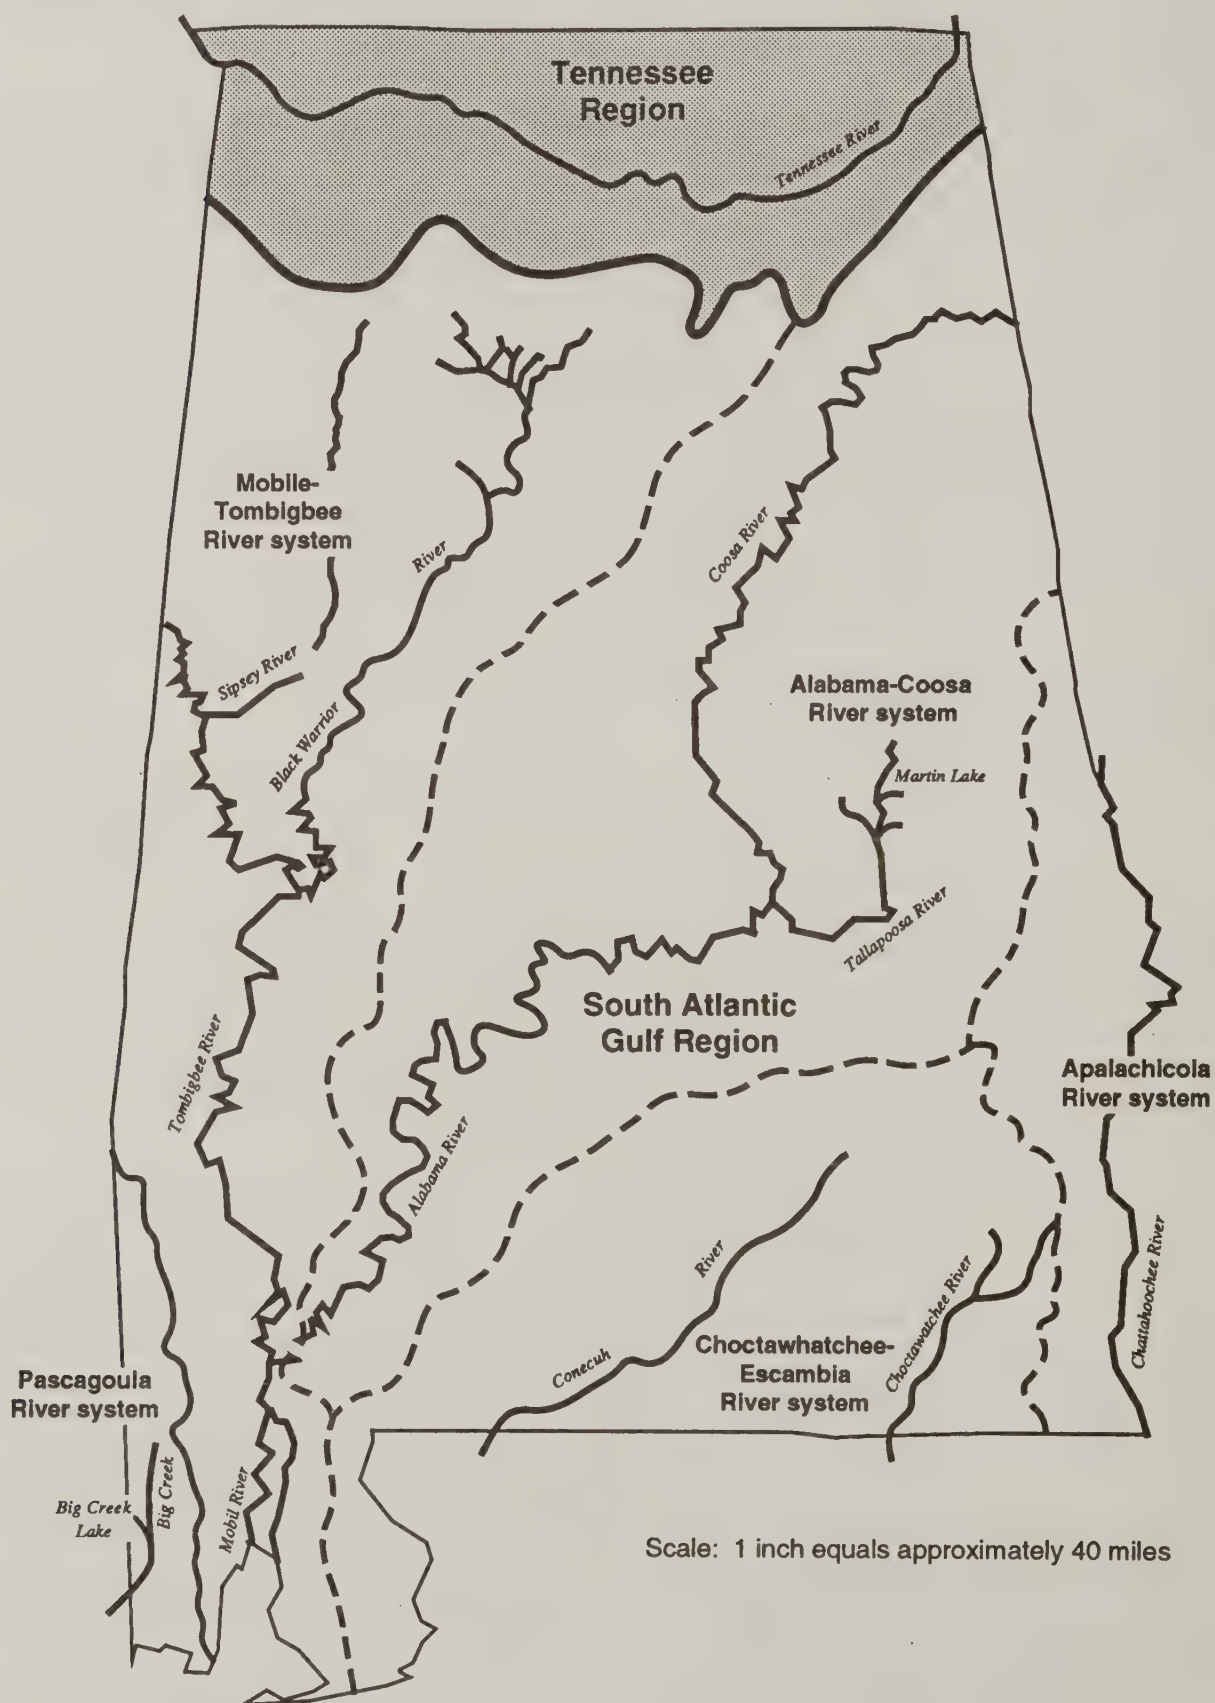 Tennessee
Region
Tennessee River
Mobile-
Tombigbee
River system
River
Coosa River
Sipsey River
Black Warrior
Alabama-Coosa
River system
Martin Lake
Tallapoosa River
South Atlantic
Gulf Region
Tombigbee River
Apalachicola
River system
Alabama River
River
Conecuh
Choctawatchee River
Chattahoochee River
Choctawhatchee-
Escambia
River system
Pascagoula
River system
Big Creek
Lake
Big Creek
Mobil River
Scale: 1 inch equals approximately 40 miles